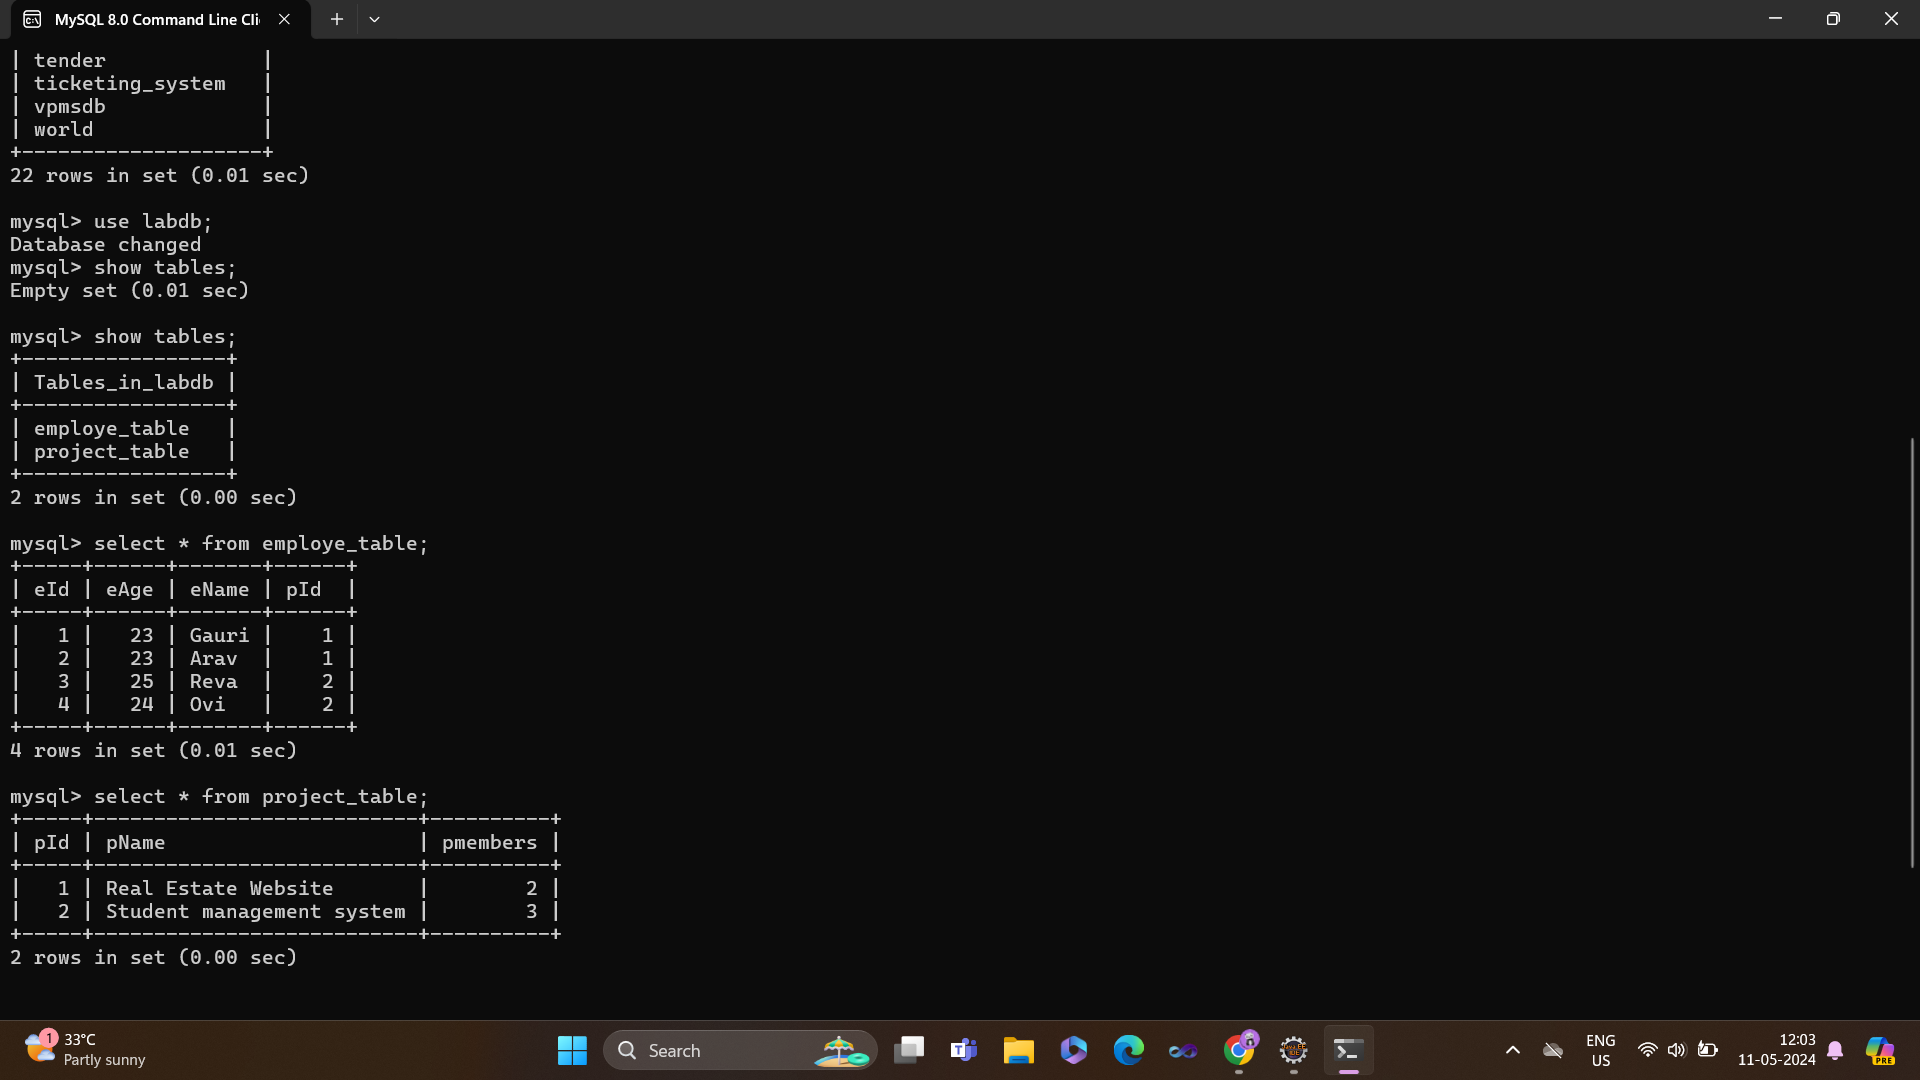 MySQL 8.0 Command Line Cli
| tender             |
| ticketing_system   |
| vpmsdb             |
| world              |
+--------------------+
22 rows in set (0.01 sec)
mysql> use labdb;
Database changed
mysql> show tables;
Empty set (0.01 sec)
mysql> show tables;
+-----------------+
| Tables_in_labdb |
+-----------------+
| employe_table   |
| project_table   |
+-----------------+
2 rows in set (0.00 sec)
mysql> select * from employe_table;
+-----+------+-------+------+
| eId | eAge | eName | pId  |
+-----+------+-------+------+
|   1 |   23 | Gauri |    1 |
|   2 |   23 | Arav  |    1 |
|   3 |   25 | Reva  |    2 |
|   4 |   24 | Ovi   |    2 |
+-----+------+-------+------+
4 rows in set (0.01 sec)
mysql> select * from project_table;
+-----+---------------------------+----------+
| pId | pName                     | pmembers |
+-----+---------------------------+----------+
|   1 | Real Estate Website       |        2 |
|   2 | Student management system |        3 |
+-----+---------------------------+----------+
2 rows in set (0.00 sec)
1
33°C
Partly sunny
Search
ENG
US
12:03
11-05-2024
PRE